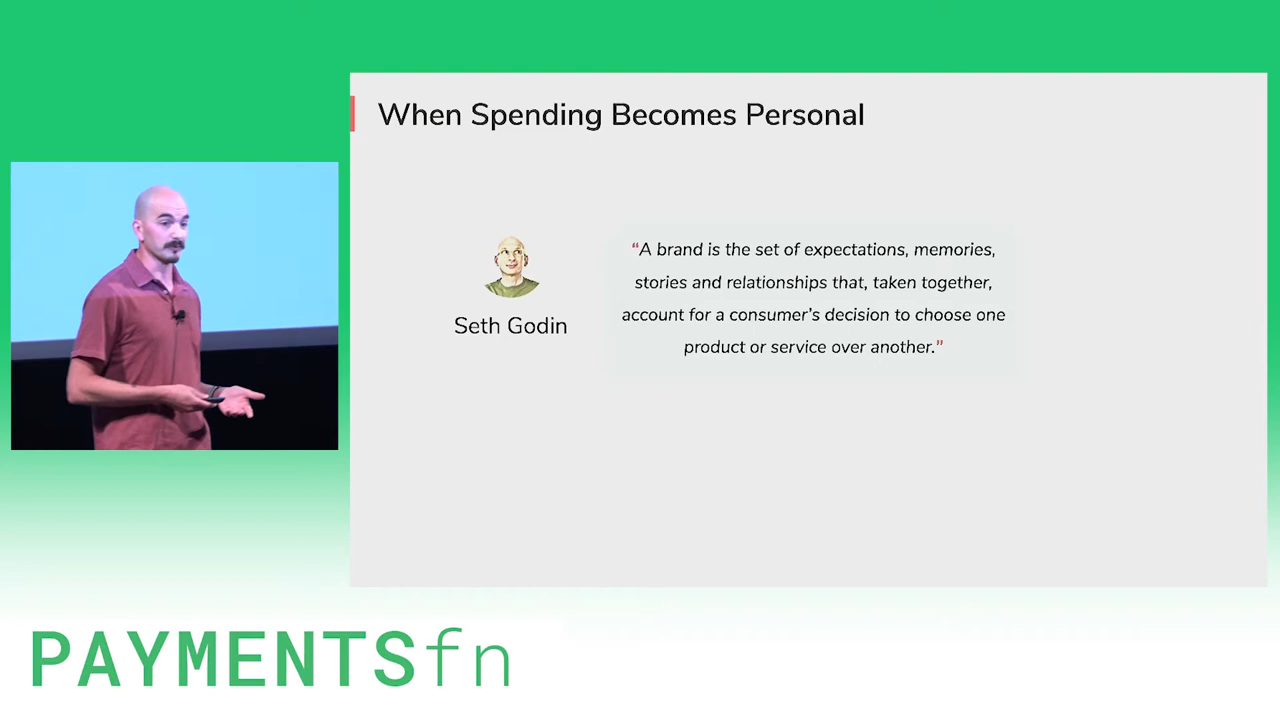 When Spending Becomes Personal
“A brand is the set of expectations, memories,
stories and relationships that, taken together,
account for a consumer’s decision to choose one
product or service over another.”
Seth Godin
PAYMENTSfn